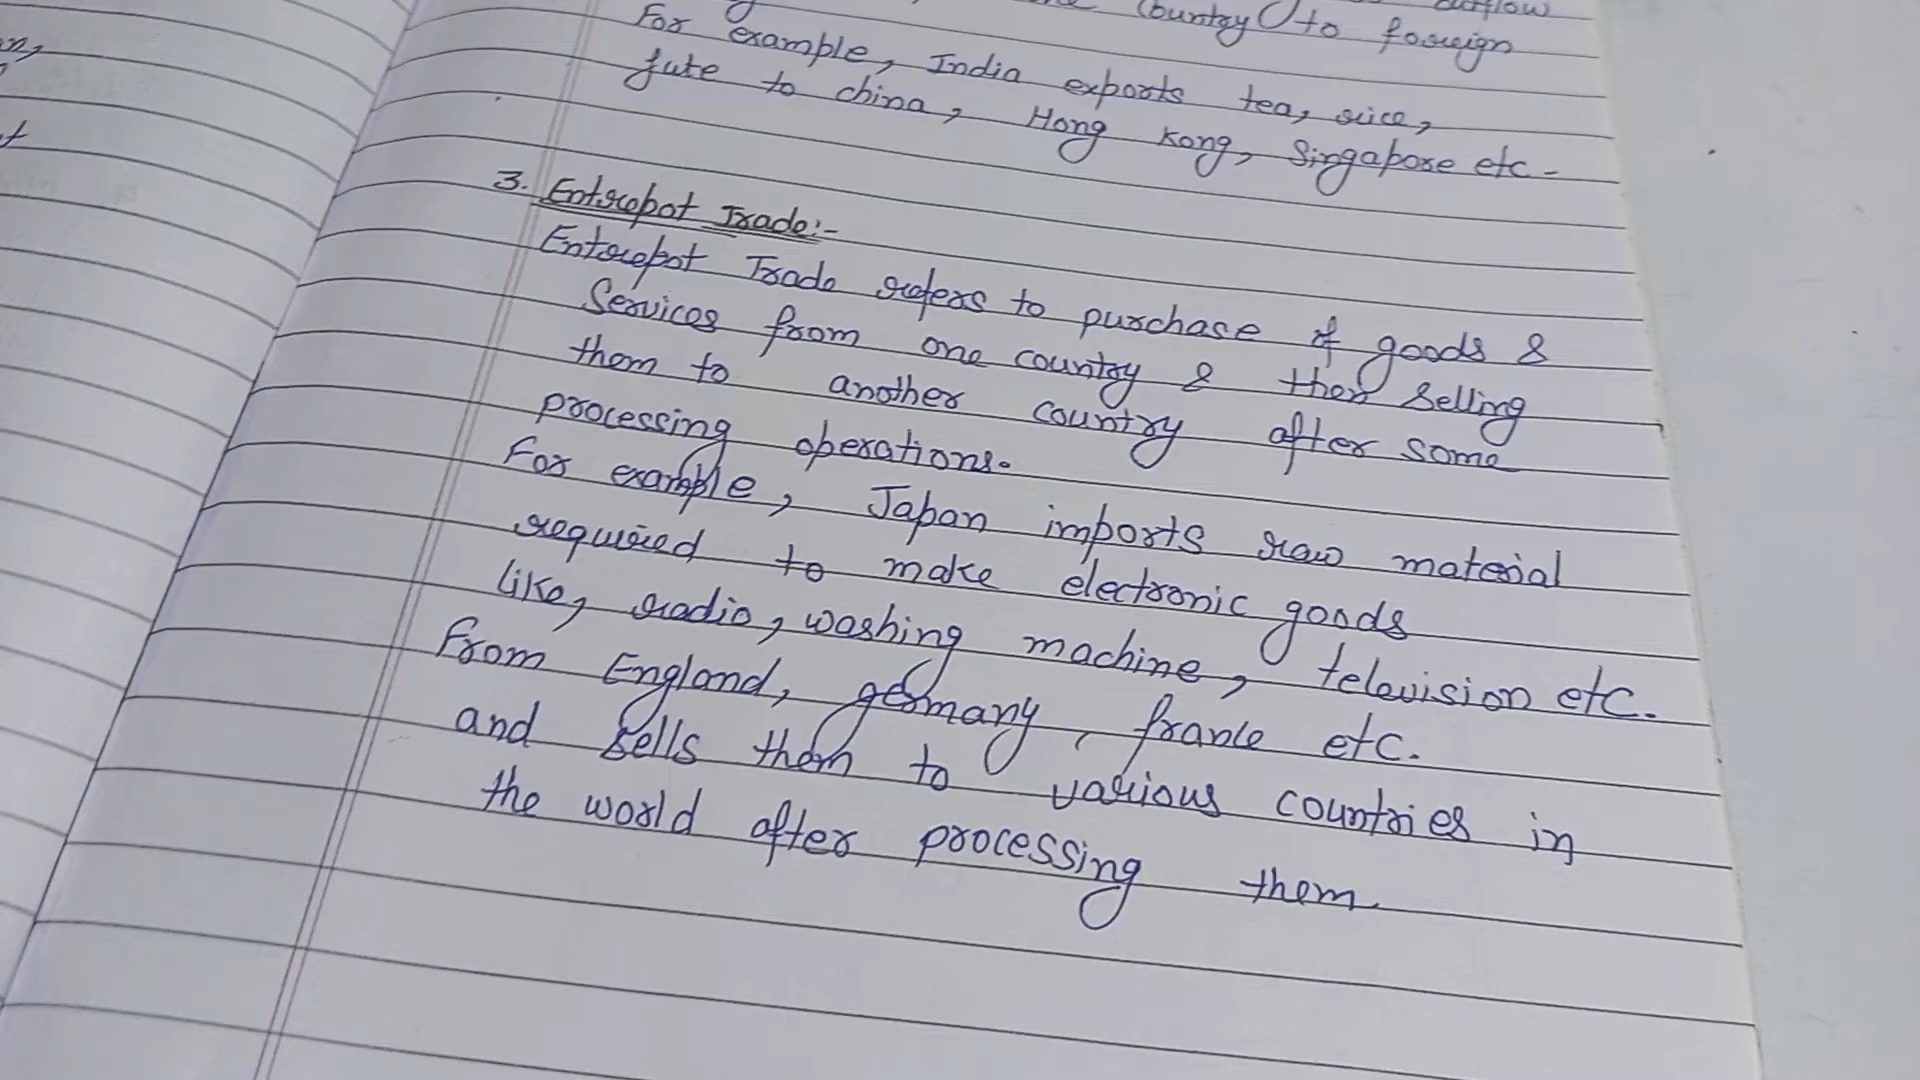 outflow
country to foreign
For example, India exports tea, rice,
jute to china, Hong Kong, Singapore etc-
3. Entrepot Trade:-
Entrepot Trade refers to purchase of goods &
Services from one country & then selling
them to another country after some
processing operations.
For example, Japan imports raw material
required to make electronic goods
like, radio, washing machine, television etc.
From England, germany, france etc.
and sells them to various countries in
the world after processing them.